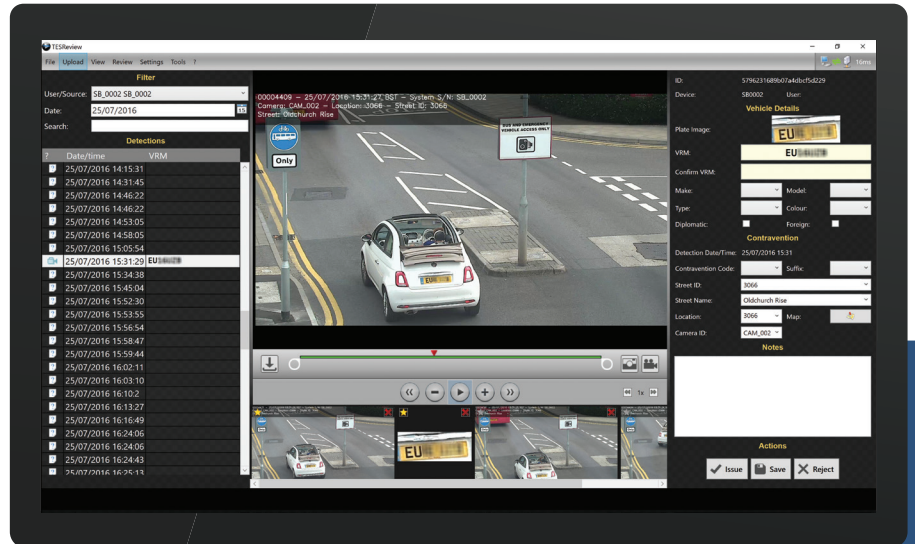 TESReview
File Upload View Review Settings Tools ?
16ms
Filter
User/Source: SB_0002 SB_0002
Date: 25/07/2016 15
Search:
Detections
? Date/time VRM
25/07/2016 14:15:31
25/07/2016 14:31:45
25/07/2016 14:46:22
25/07/2016 14:46:22
25/07/2016 14:53:05
25/07/2016 14:58:05
25/07/2016 15:05:54
25/07/2016 15:31:29 EU
25/07/2016 15:34:38
25/07/2016 15:45:04
25/07/2016 15:52:30
25/07/2016 15:53:55
25/07/2016 15:56:54
25/07/2016 15:58:47
25/07/2016 15:59:44
25/07/2016 16:02:11
25/07/2016 16:03:10
25/07/2016 16:10:2
25/07/2016 16:13:27
25/07/2016 16:16:49
25/07/2016 16:24:06
25/07/2016 16:24:06
25/07/2016 16:24:43
25/07/2016 16:25:13
00004409 – 25/07/2016 15:31:27 BST – System S/N: SB_0002
Camera: CAM_002 – Location: 3066 – Street ID: 3066
Street: Oldchurch Rise
Only
BUS AND EMERGENCY
VEHICLE ACCESS ONLY
EU
1x
EU
ID: 5796231689b07a4dbcf5d229
Device: SB0002 User:
Vehicle Details
Plate Image: EU
VRM: EU
Confirm VRM:
Make: Model:
Type: Colour:
Diplomatic: Foreign:
Contravention
Detection Date/Time: 25/07/2016 15:31
Contravention Code: Suffix:
Street ID: 3066
Street Name: Oldchurch Rise
Location: 3066 Map:
Camera ID: CAM_002
Notes
Actions
Issue Save Reject